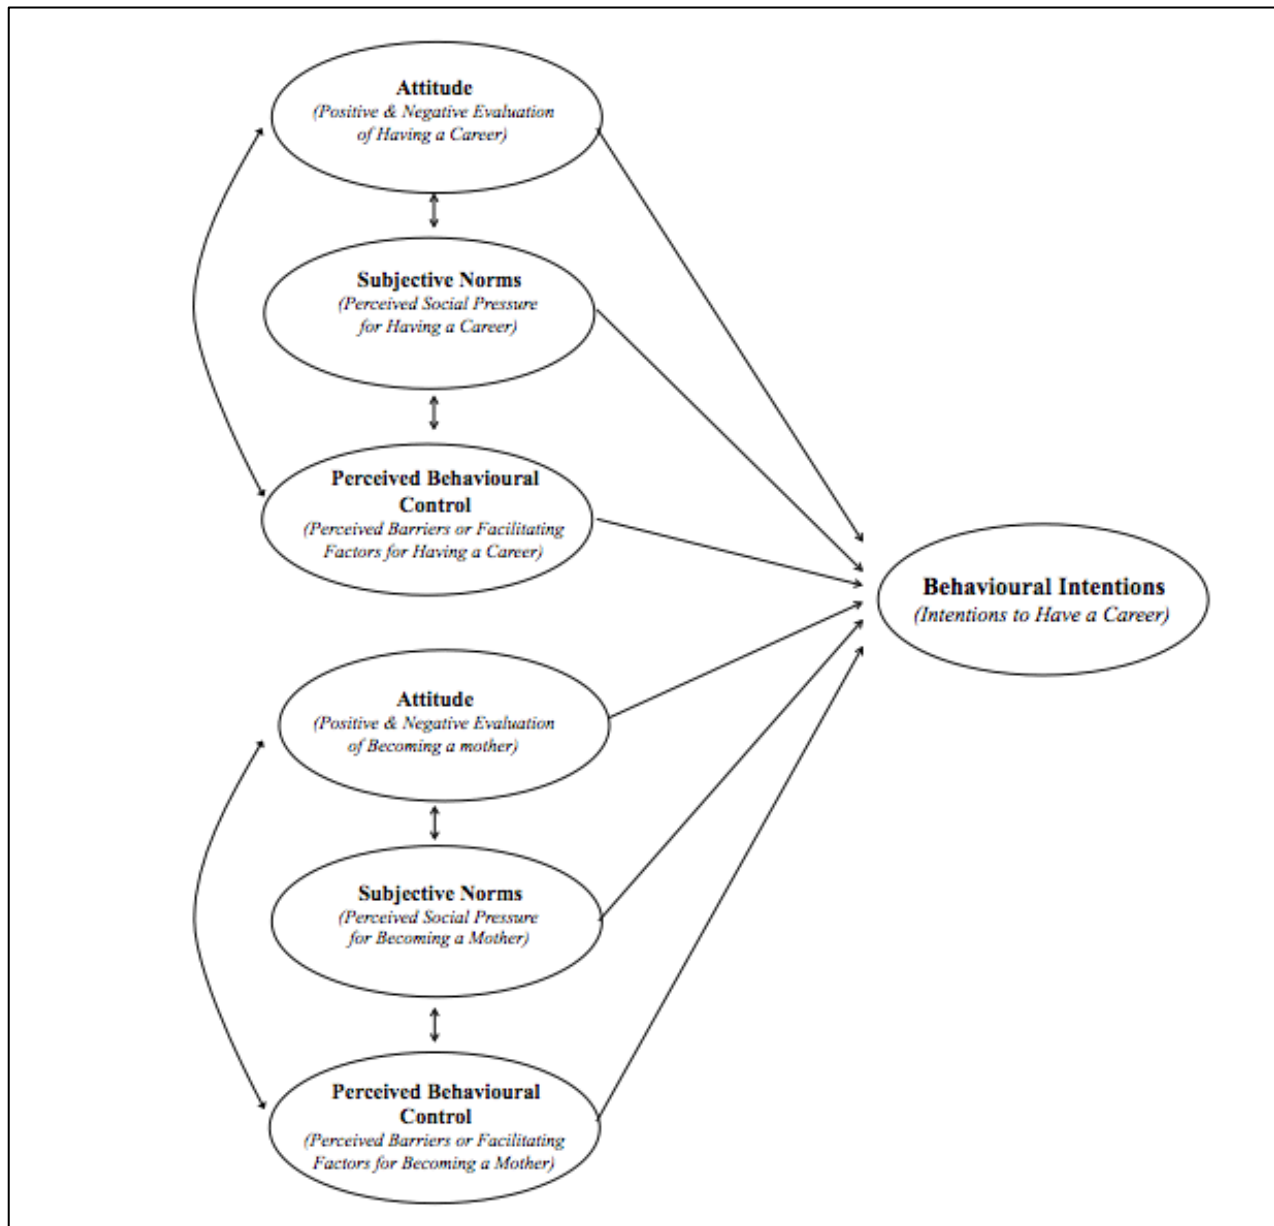 Attitude
(Positive & Negative Evaluation
of Having a Career)
Subjective Norms
(Perceived Social Pressure
for Having a Career)
Perceived Behavioural
Control
(Perceived Barriers or Facilitating
Factors for Having a Career)
Behavioural Intentions
(Intentions to Have a Career)
Attitude
(Positive & Negative Evaluation
of Becoming a mother)
Subjective Norms
(Perceived Social Pressure
for Becoming a Mother)
Perceived Behavioural
Control
(Perceived Barriers or Facilitating
Factors for Becoming a Mother)